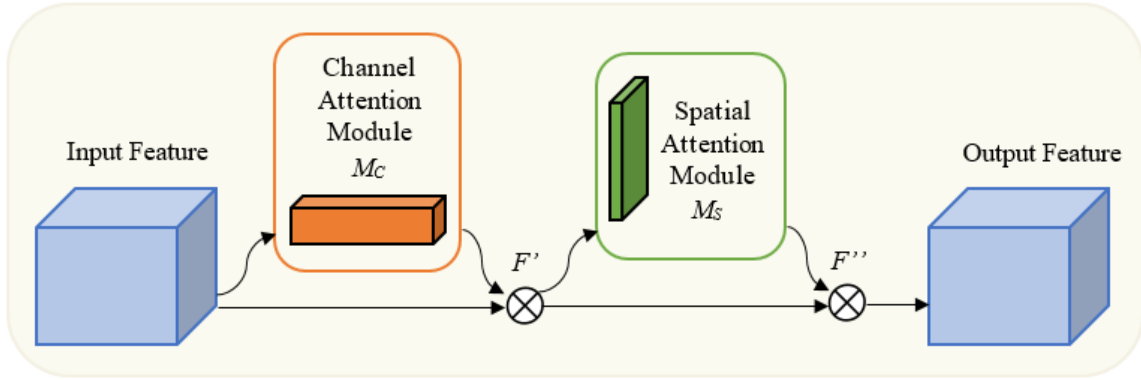 Input Feature
Channel
Attention
Module
Mc
F'
Spatial
Attention
Module
Ms
F''
Output Feature